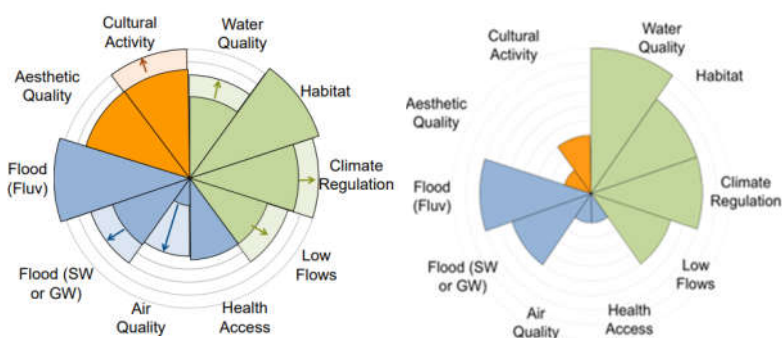 Cultural
Activity
Water
Quality
Aesthetic
Quality
Habitat
Flood
(Fluv)
Climate
Regulation
Flood (SW
or GW)
Low
Flows
Air
Quality
Health
Access
Cultural
Activity
Water
Quality
Habitat
Aesthetic
Quality
Flood
(Fluv)
Climate
Regulation
Flood (SW
or GW)
Low
Flows
Air
Quality
Health
Access